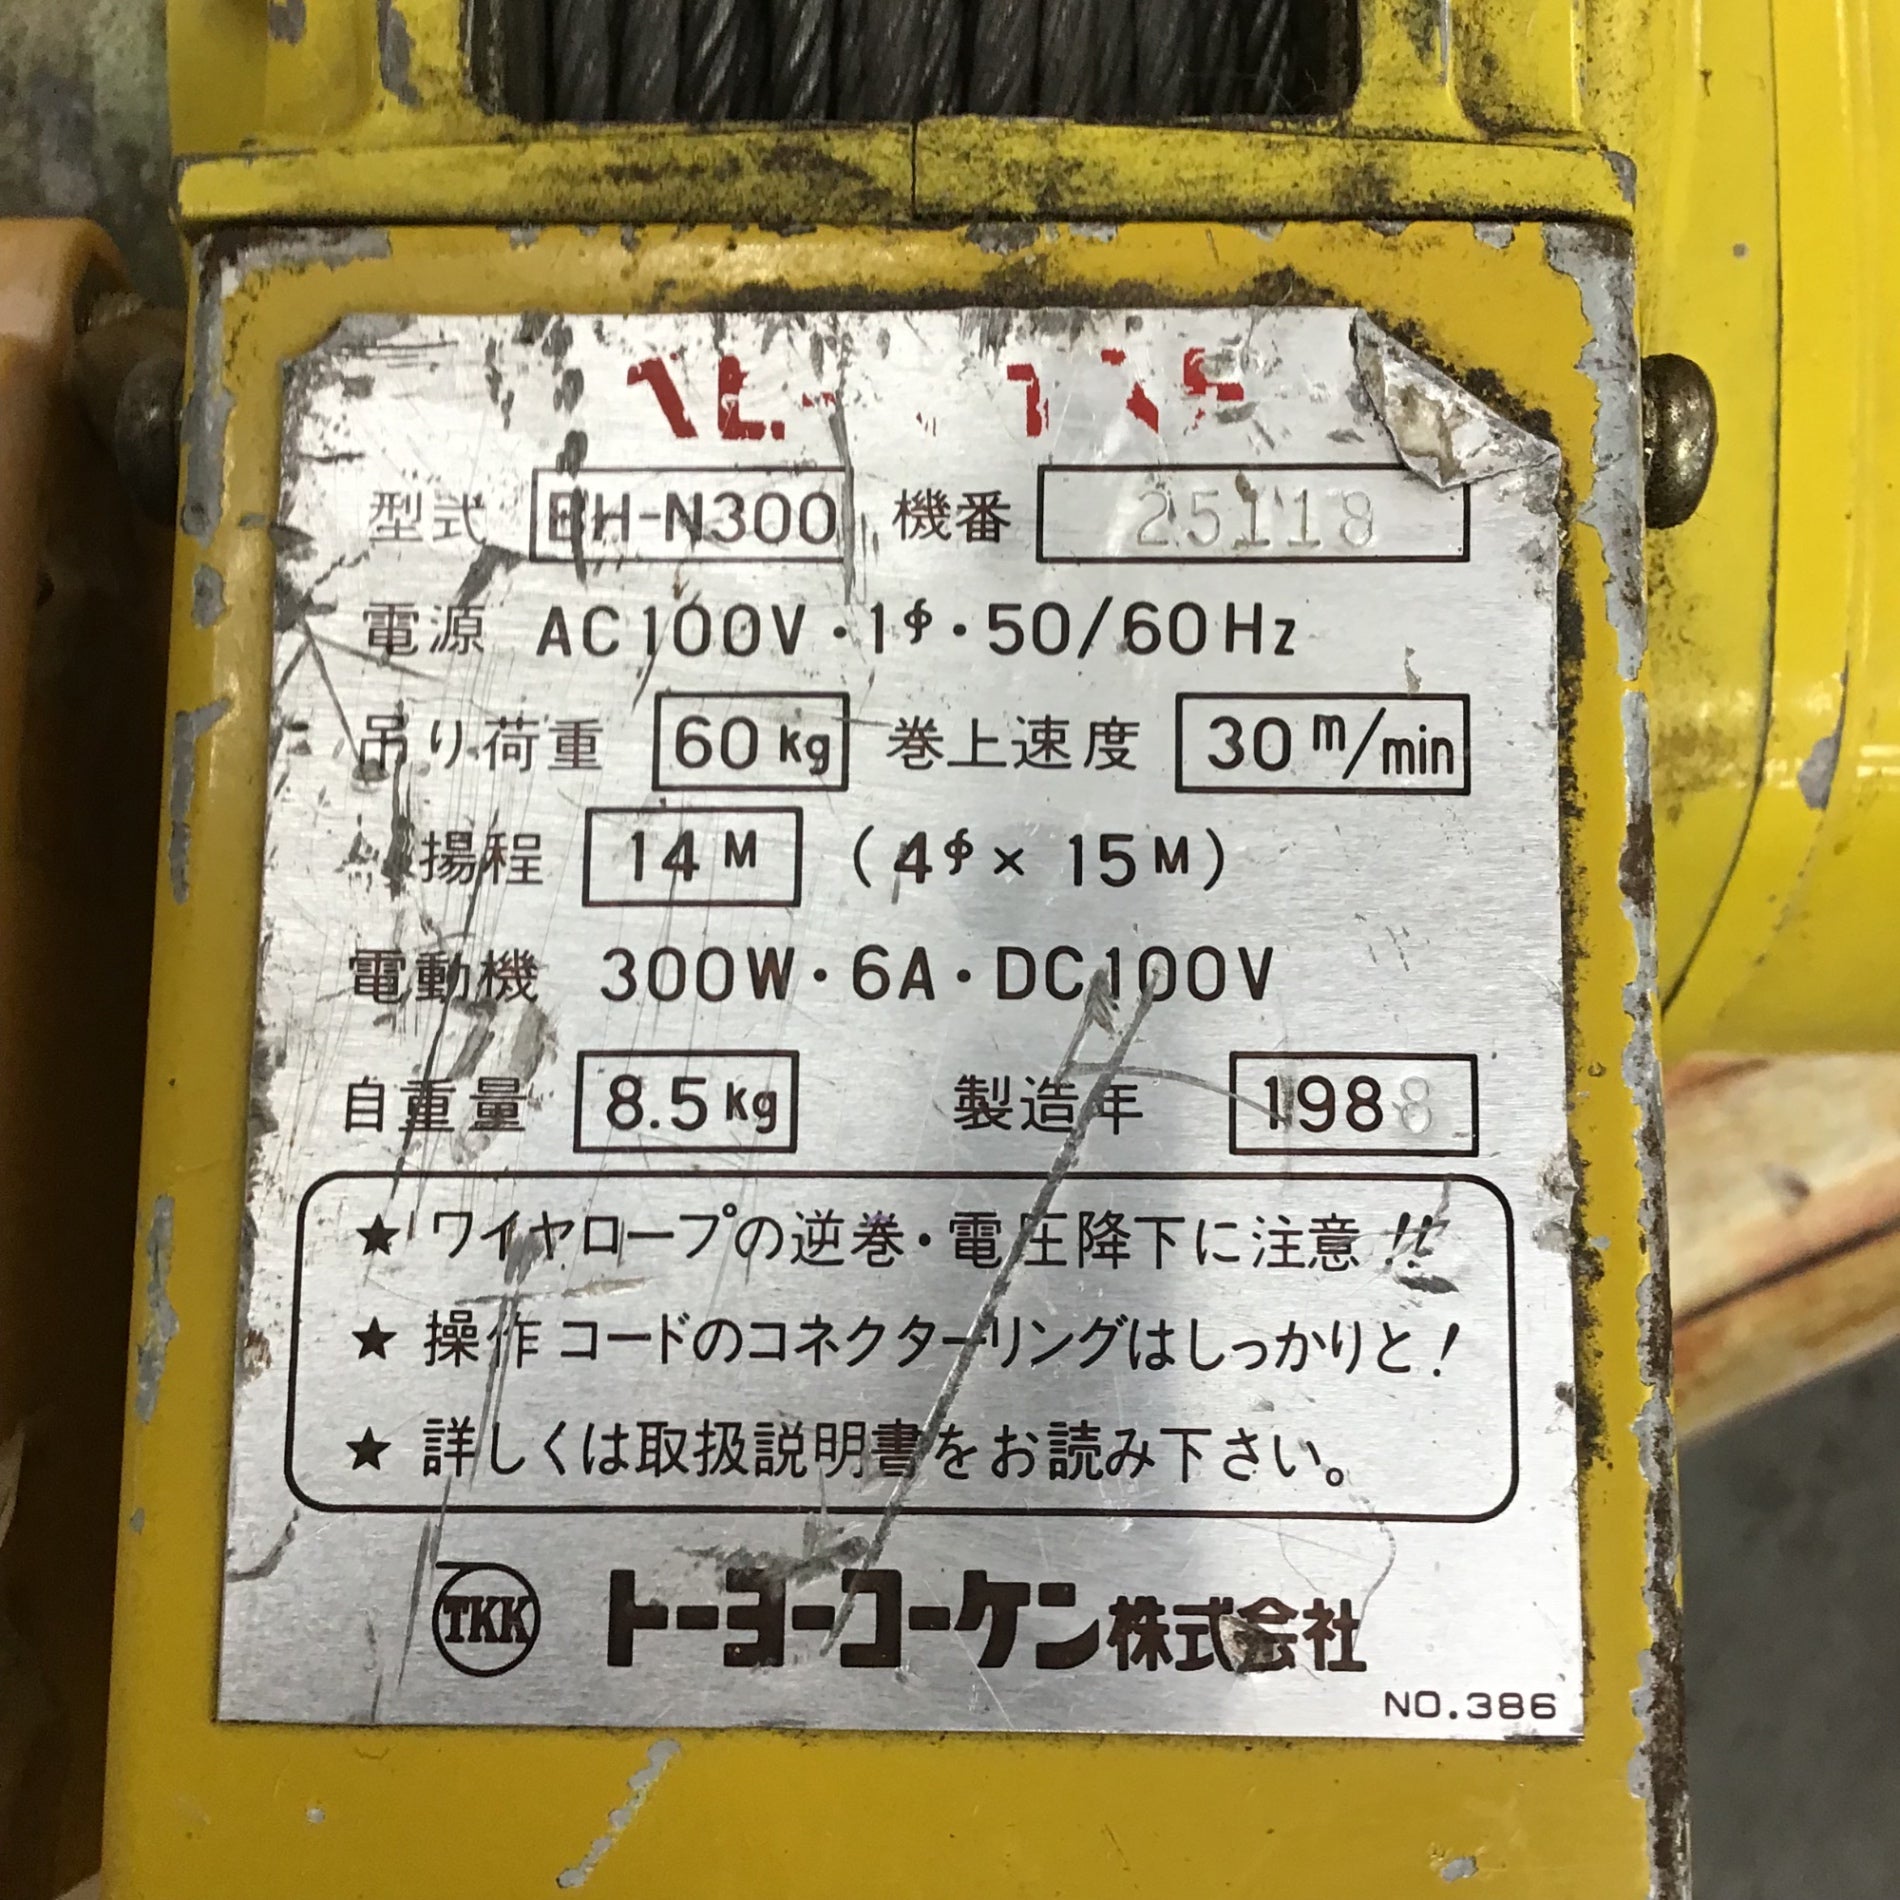 型式 BH-N300 機番 25118
電源 AC100V・1φ・50/60Hz
吊り荷重 60kg 巻上速度 30m/min
揚程 14M (4φ× 15M)
電動機 300W・6A・DC100V
自重量 8.5kg 製造年 1988
★ ワイヤロープの逆巻・電圧降下に注意!!
★ 操作コードのコネクターリングはしっかりと!
★ 詳しくは取扱説明書をお読み下さい。
TKK トーヨーコーケン株式会社
NO.386